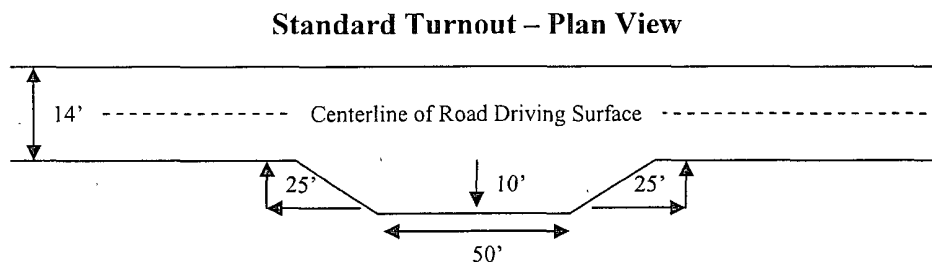 Standard Turnout – Plan View
14'
Centerline of Road Driving Surface
25'
10'
25'
50'